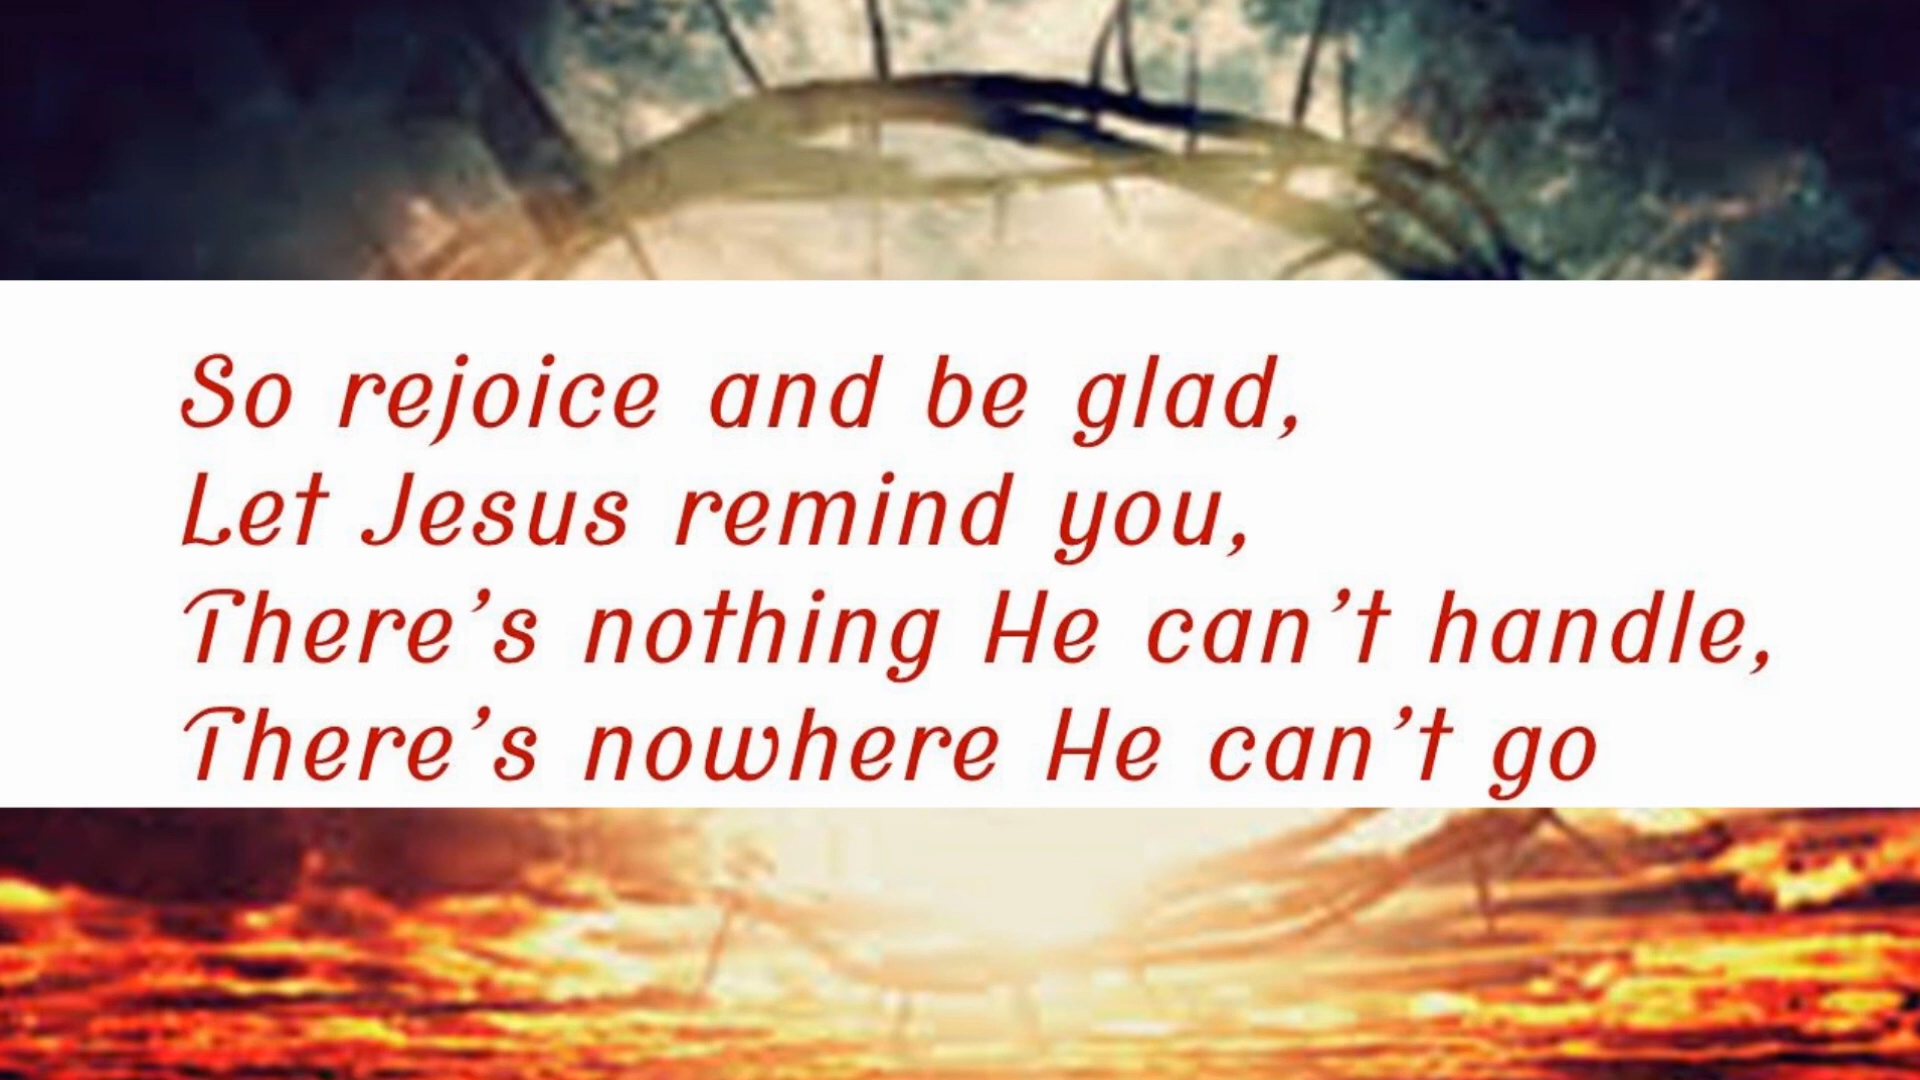 So rejoice and be glad,
Let Jesus remind you,
There's nothing He can't handle,
There's nowhere He can't go